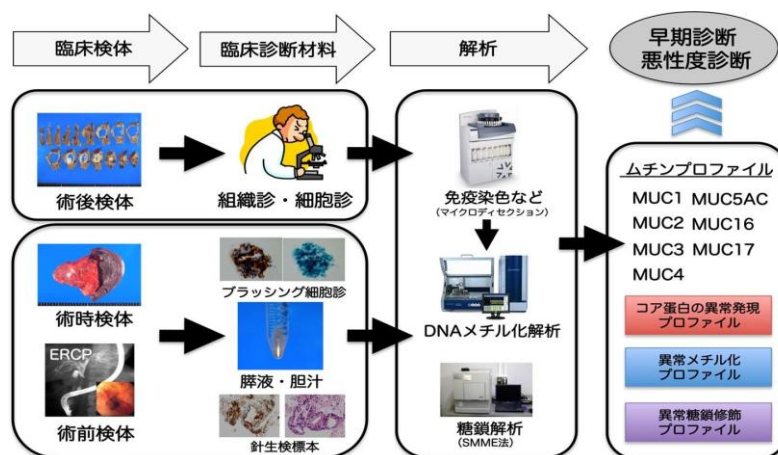 臨床検体
臨床診断材料
解析
早期診断
悪性度診断
術後検体
組織診・細胞診
免疫染色など
(マイクロディセクション)
ムチンプロファイル
MUC1 MUC5AC
MUC2 MUC16
MUC3 MUC17
MUC4
術時検体
ブラッシング細胞診
DNAメチル化解析
コア蛋白の異常発現
プロファイル
ERCP
膵液・胆汁
異常メチル化
プロファイル
術前検体
針生検標本
糖鎖解析
(SMME法)
異常糖鎖修飾
プロファイル